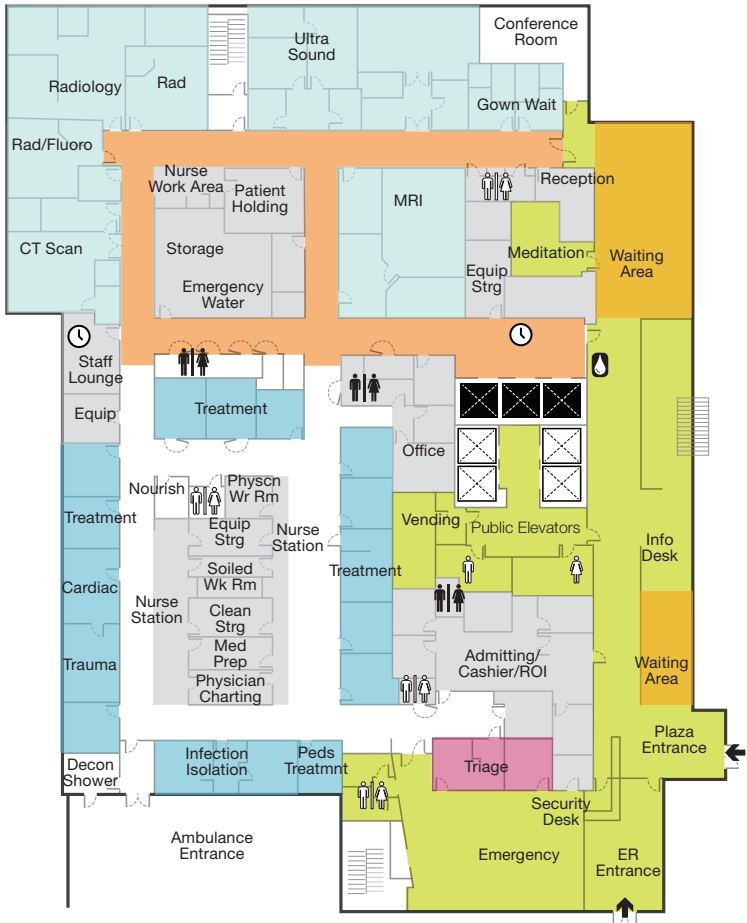 Conference
Room
Ultra
Sound
Radiology
Rad
Gown Wait
Rad/Fluoro
Nurse
Work Area
Patient
Holding
Reception
MRI
CT Scan
Storage
Meditation
Waiting
Area
Equip
Strg
Emergency
Water
Staff
Lounge
Equip
Treatment
Office
Nourish
Physcn
Wr Rm
Vending
Public Elevators
Treatment
Equip
Strg
Nurse
Station
Info
Desk
Soiled
Wk Rm
Treatment
Cardiac
Nurse
Station
Clean
Strg
Med
Prep
Admitting/
Cashier/ROI
Trauma
Waiting
Area
Physician
Charting
Plaza
Entrance
Decon
Shower
Infection
Isolation
Peds
Treatmnt
Triage
Security
Desk
Ambulance
Entrance
Emergency
ER
Entrance